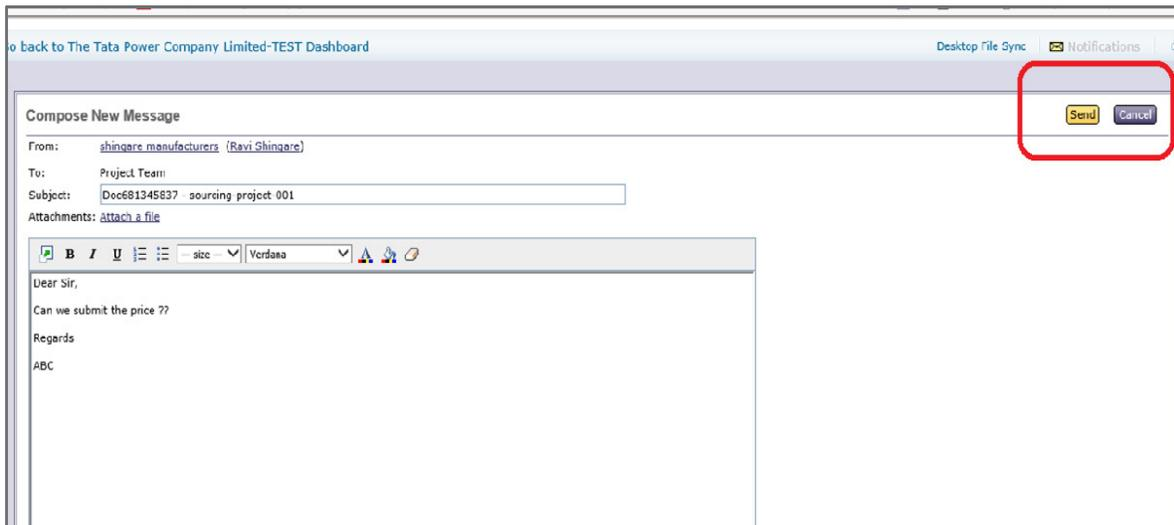 o back to The Tata Power Company Limited-TEST Dashboard
Desktop File Sync Notifications
Compose New Message
Send Cancel
From: shingare manufacturers (Ravi Shingare)
To: Project Team
Subject: Doc681345837 - sourcing-project-001
Attachments: Attach a file
B I U — size — Verdana A
Dear Sir,
Can we submit the price ??
Regards
ABC